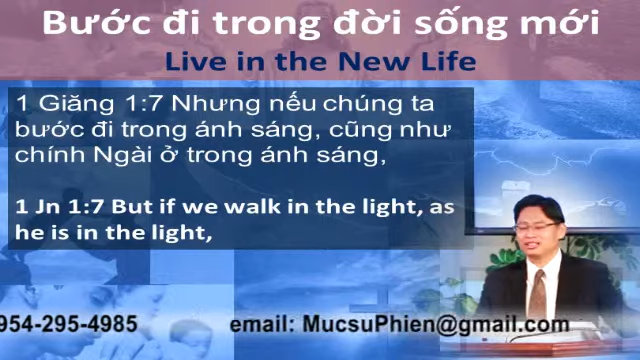 Bước đi trong đời sống mới
Live in the New Life
1 Giăng 1:7 Nhưng nếu chúng ta
bước đi trong ánh sáng, cũng như
chính Ngài ở trong ánh sáng,
1 Jn 1:7 But if we walk in the light, as
he is in the light,
954-295-4985 email: MucsuPhien@gmail.com